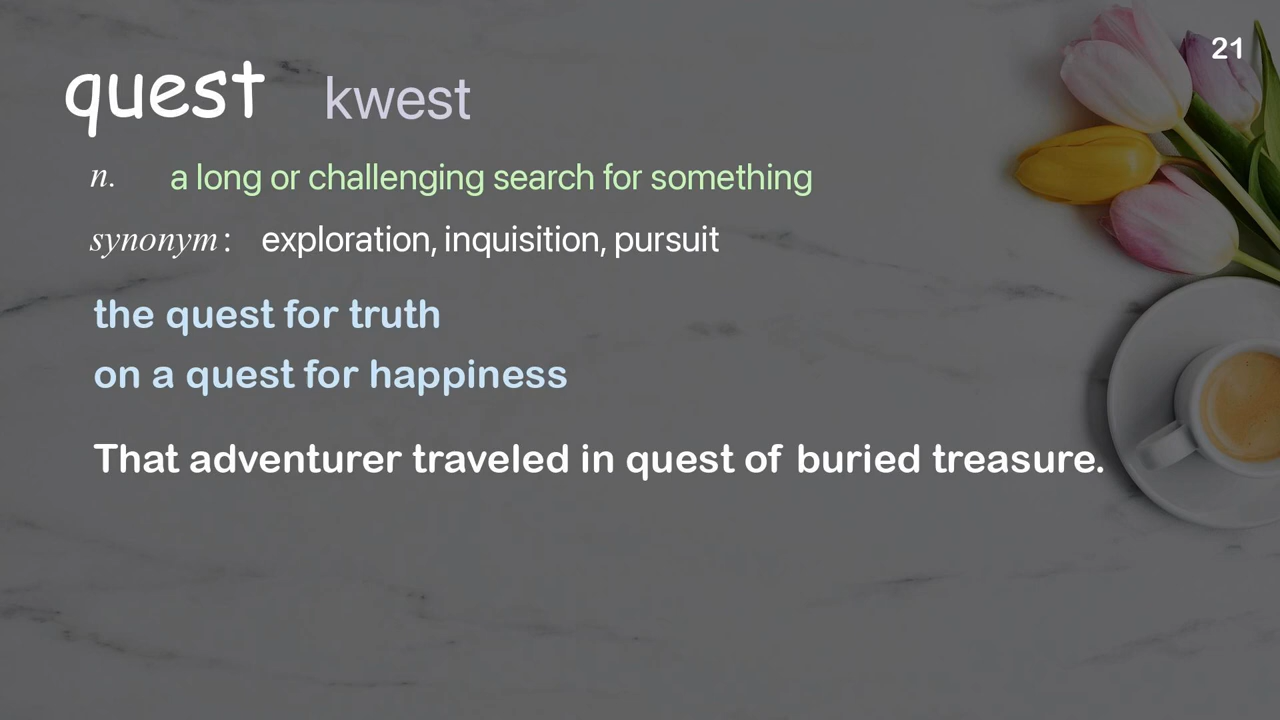 21
quest kwest
n. a long or challenging search for something
synonym: exploration, inquisition, pursuit
the quest for truth
on a quest for happiness
That adventurer traveled in quest of buried treasure.